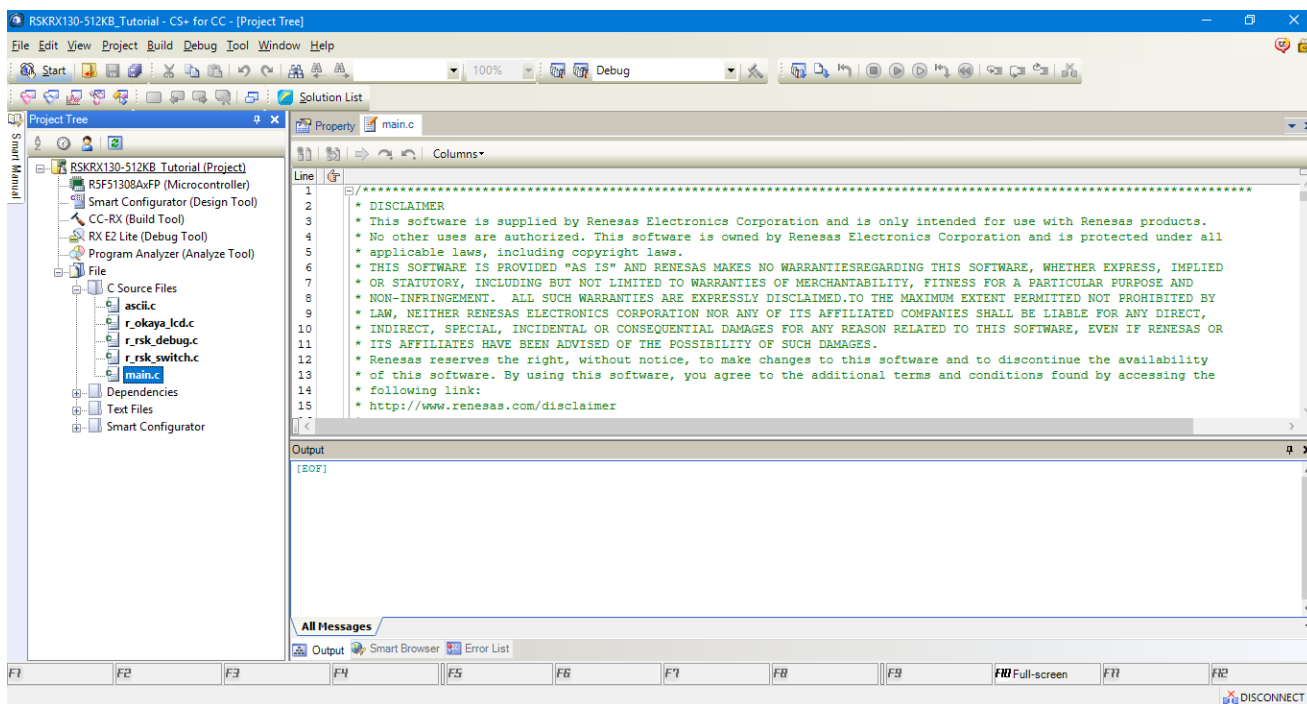 RSKRX130-512KB_Tutorial - CS+ for CC - [Project Tree]
File Edit View Project Build Debug Tool Window Help
Start 100% Debug
Solution List
Smart Manual
Project Tree
RSKRX130-512KB_Tutorial (Project)
R5F51308AxFP (Microcontroller)
Smart Configurator (Design Tool)
CC-RX (Build Tool)
RX E2 Lite (Debug Tool)
Program Analyzer (Analyze Tool)
File
C Source Files
ascii.c
r_okaya_lcd.c
r_rsk_debug.c
r_rsk_switch.c
main.c
Dependencies
Text Files
Smart Configurator
Property main.c
Columns
Line
1 /***********************************************************************************************************************
2 * DISCLAIMER
3 * This software is supplied by Renesas Electronics Corporation and is only intended for use with Renesas products.
4 * No other uses are authorized. This software is owned by Renesas Electronics Corporation and is protected under all
5 * applicable laws, including copyright laws.
6 * THIS SOFTWARE IS PROVIDED "AS IS" AND RENESAS MAKES NO WARRANTIESREGARDING THIS SOFTWARE, WHETHER EXPRESS, IMPLIED
7 * OR STATUTORY, INCLUDING BUT NOT LIMITED TO WARRANTIES OF MERCHANTABILITY, FITNESS FOR A PARTICULAR PURPOSE AND
8 * NON-INFRINGEMENT.  ALL SUCH WARRANTIES ARE EXPRESSLY DISCLAIMED.TO THE MAXIMUM EXTENT PERMITTED NOT PROHIBITED BY
9 * LAW, NEITHER RENESAS ELECTRONICS CORPORATION NOR ANY OF ITS AFFILIATED COMPANIES SHALL BE LIABLE FOR ANY DIRECT,
10 * INDIRECT, SPECIAL, INCIDENTAL OR CONSEQUENTIAL DAMAGES FOR ANY REASON RELATED TO THIS SOFTWARE, EVEN IF RENESAS OR
11 * ITS AFFILIATES HAVE BEEN ADVISED OF THE POSSIBILITY OF SUCH DAMAGES.
12 * Renesas reserves the right, without notice, to make changes to this software and to discontinue the availability
13 * of this software. By using this software, you agree to the additional terms and conditions found by accessing the
14 * following link:
15 * http://www.renesas.com/disclaimer
Output
[EOF]
All Messages
Output Smart Browser Error List
F1 F2 F3 F4 F5 F6 F7 F8 F9 F10 Full-screen F11 F12
DISCONNECT